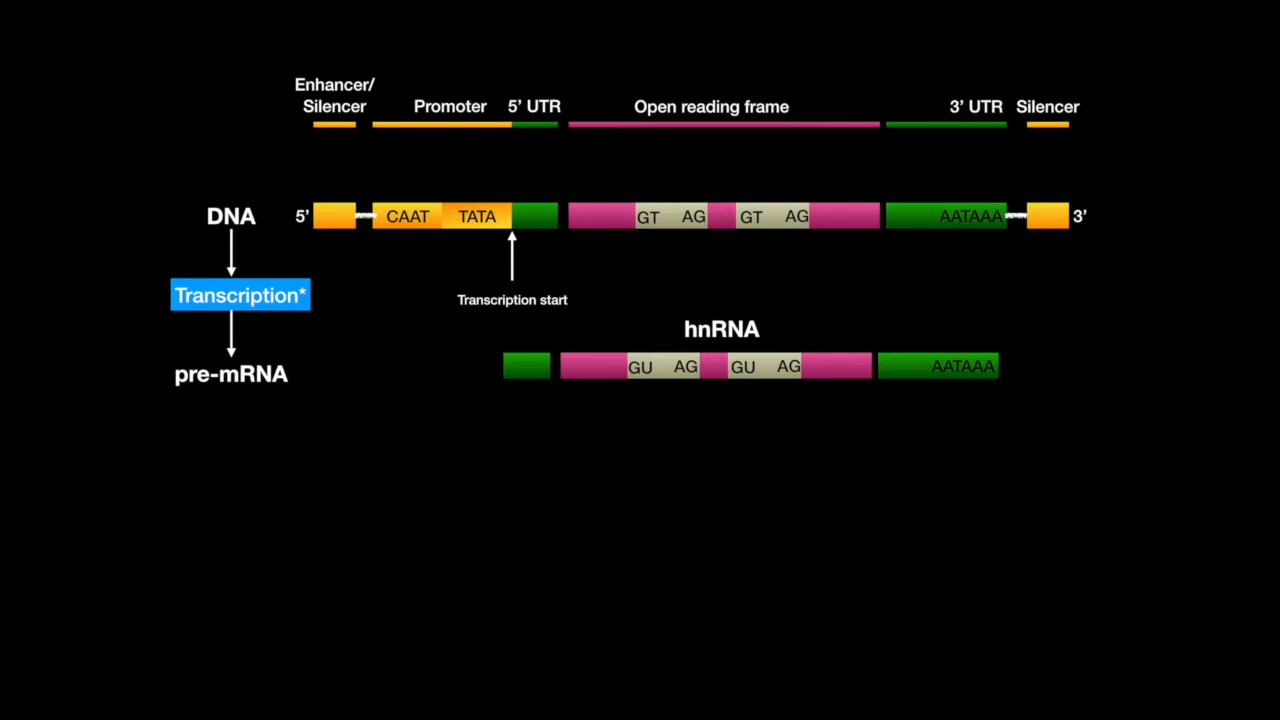 Enhancer/
Silencer
Promoter
5’ UTR
Open reading frame
3’ UTR
Silencer
DNA
5’
CAAT
TATA
GT
AG
GT
AG
AATAAA
3’
Transcription*
Transcription start
hnRNA
pre-mRNA
GU
AG
GU
AG
AATAAA